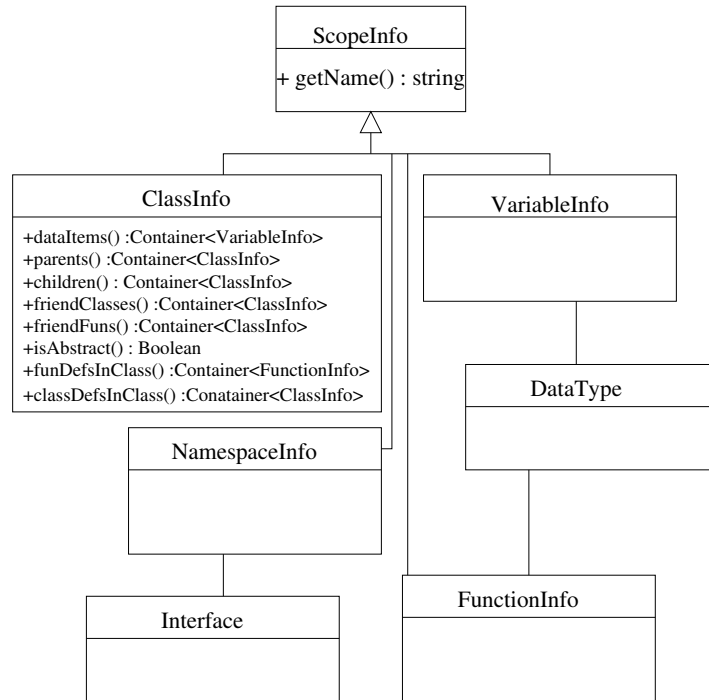 ScopeInfo
+ getName() : string
ClassInfo
+dataItems() :Container<VariableInfo>
+parents() :Container<ClassInfo>
+children() : Container<ClassInfo>
+friendClasses() :Container<ClassInfo>
+friendFuns() :Container<ClassInfo>
+isAbstract() : Boolean
+funDefsInClass() :Container<FunctionInfo>
+classDefsInClass() :Conatainer<ClassInfo>
VariableInfo
DataType
NamespaceInfo
Interface
FunctionInfo